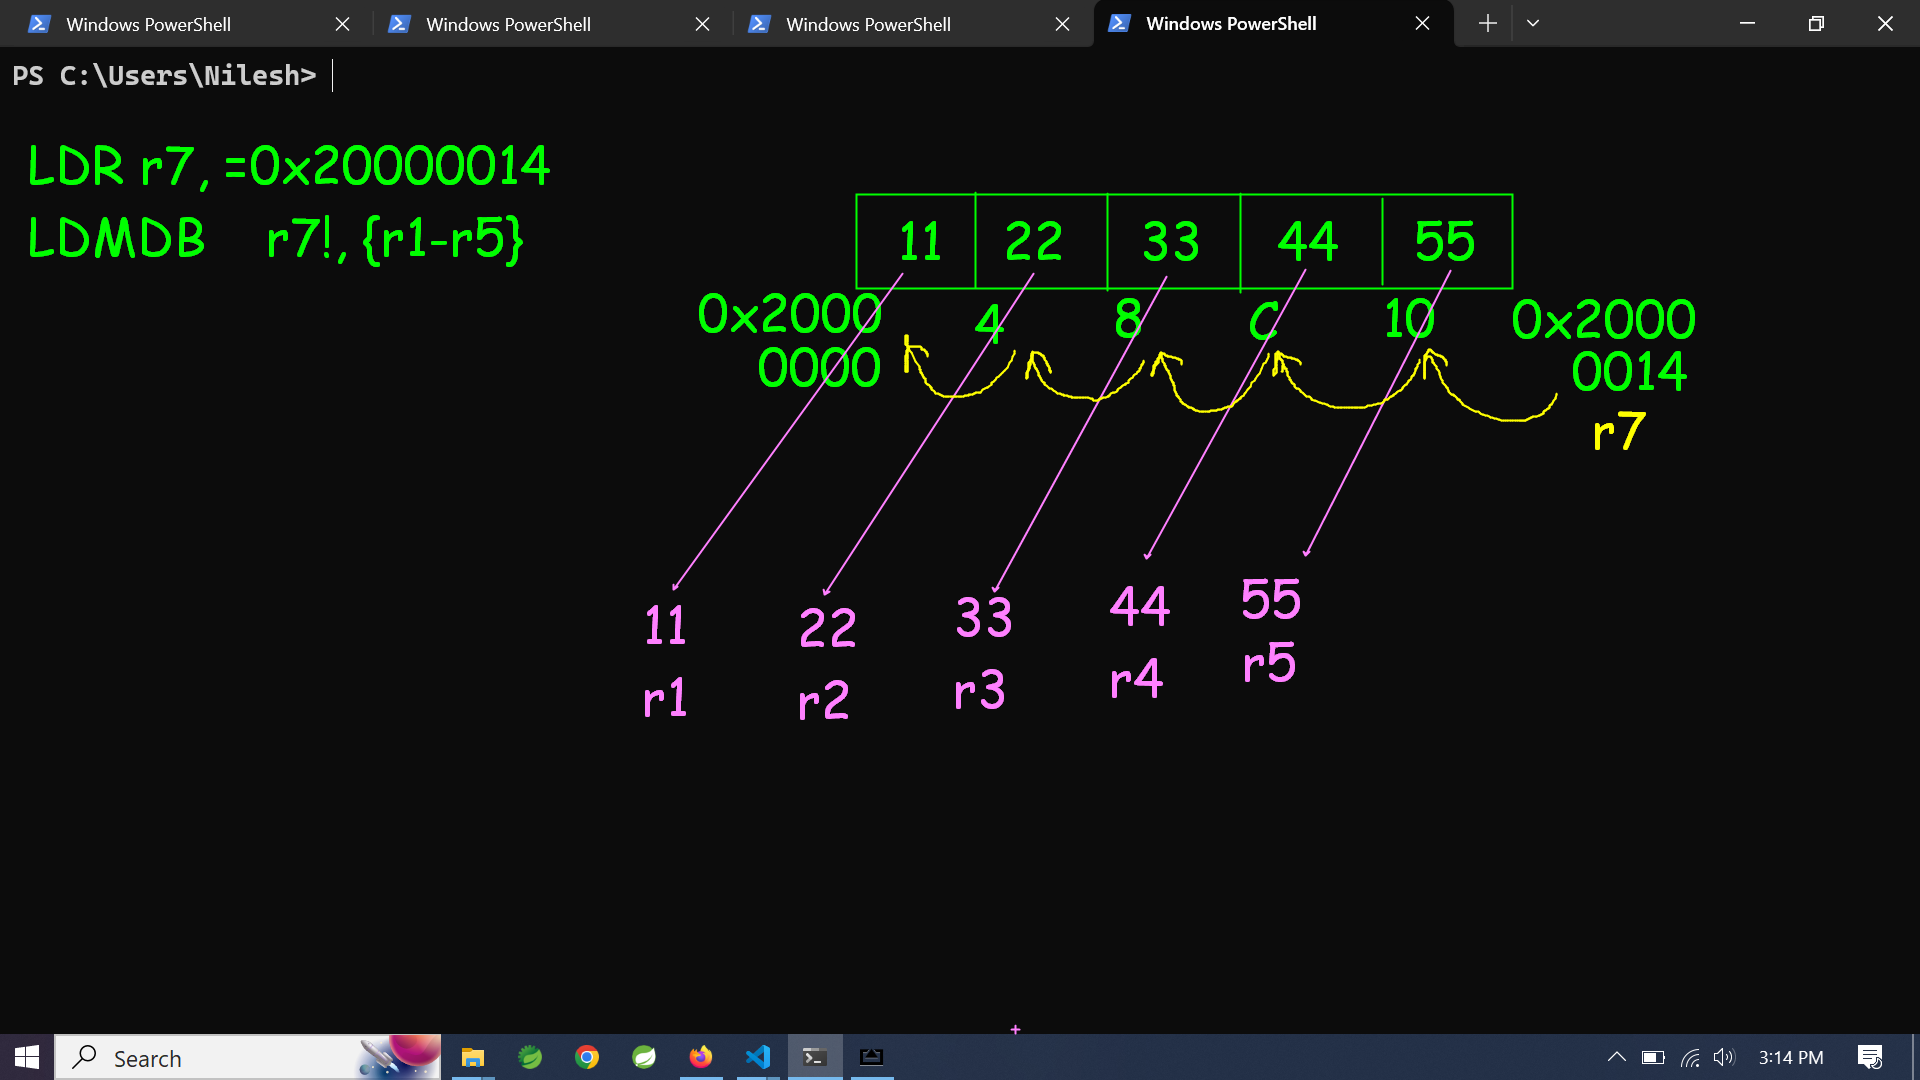 Windows PowerShell
Windows PowerShell
Windows PowerShell
Windows PowerShell
PS C:\Users\Nilesh>
LDR r7, =0x20000014
LDMDB r7!, {r1-r5}
11 22 33 44 55
0x2000 4 8 C 10 0x2000
0000 0014
r7
11 22 33 44 55
r1 r2 r3 r4 r5
Search
3:14 PM